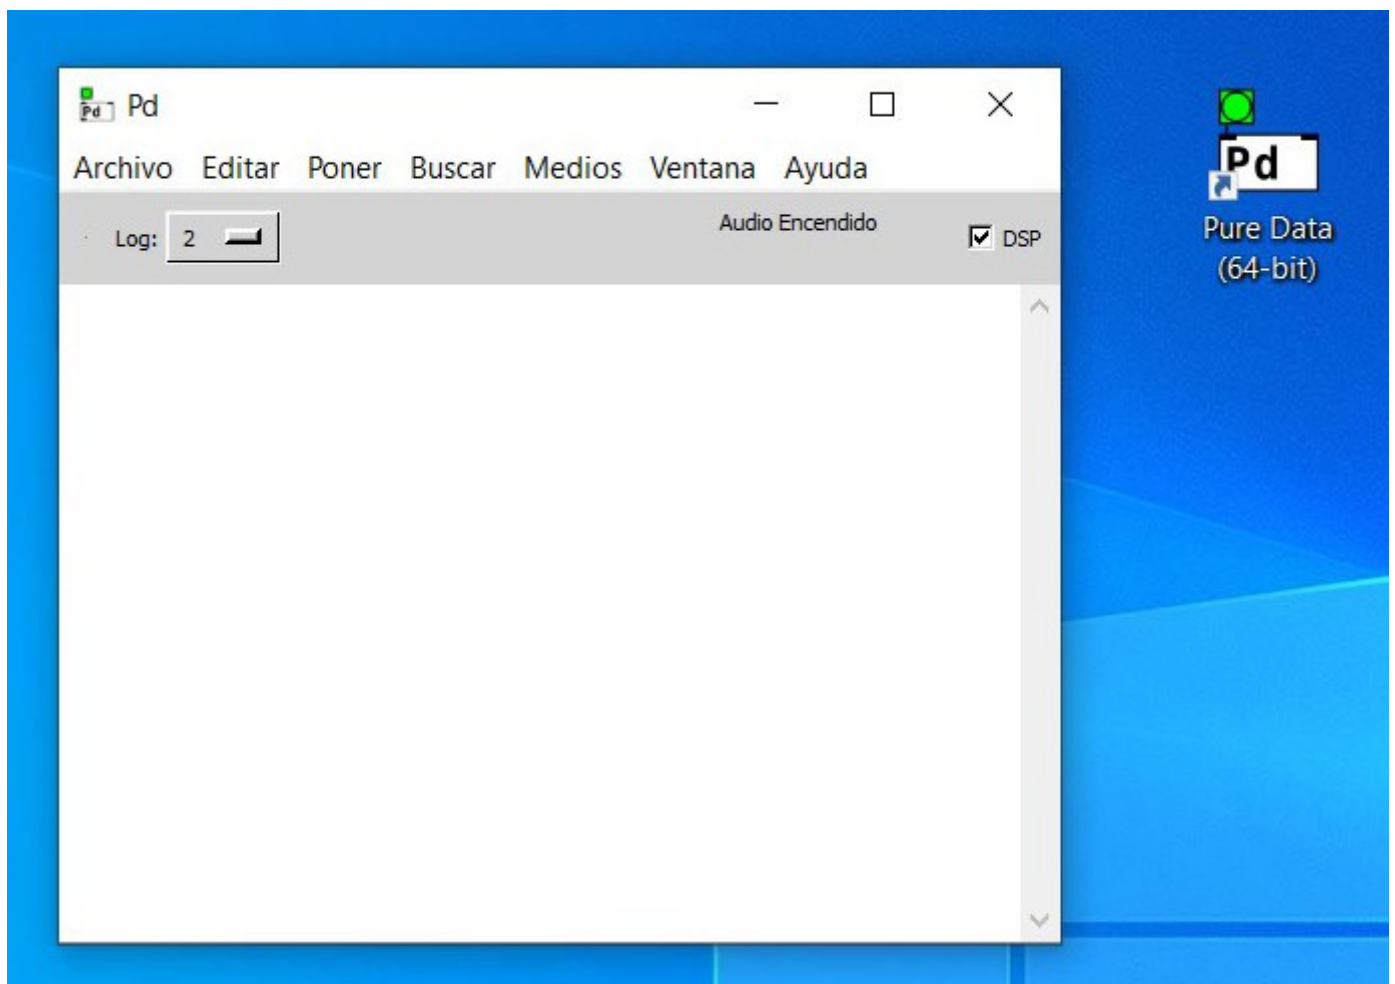 Pd
Archivo Editar Poner Buscar Medios Ventana Ayuda
Log: 2 Audio Encendido DSP
Pd
Pure Data
(64-bit)